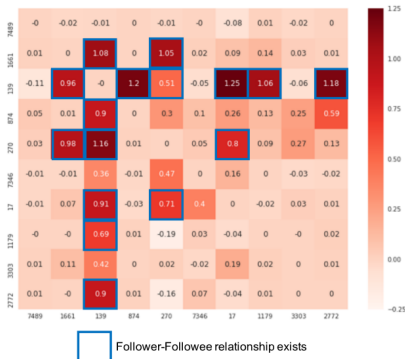 7489 -0 -0.02 -0.01 0 -0.01 -0 -0.08 0.01 -0.02 -0 1.25
1661 0.01 0 1.08 0 1.05 0.02 0.09 0.14 0.03 0.01 1.00
139 -0.11 0.96 -0 1.2 0.51 -0.05 1.25 1.06 -0.06 1.18
874 0.05 0.01 0.9 0 0.3 0.1 0.26 0.13 0.25 0.59 0.75
270 0.03 0.98 1.16 0.01 0 0.05 0.8 0.09 0.27 0.13 0.50
7346 -0.01 -0.01 0.36 -0.01 0.47 0 0.16 0 -0.03 -0.02
17 -0.01 0.07 0.91 -0.03 0.71 0.4 0 -0.02 0.03 0.01 0.25
1179 -0 -0 0.69 0.01 -0.19 0.03 -0.04 0 -0 -0.02
3303 0.01 0.11 0.42 0 0.02 -0.02 0.19 0.02 0 0.01 0.00
2772 0.01 -0 0.9 0.01 -0.16 0.07 -0.04 0.01 0 0 -0.25
7489 1661 139 874 270 7346 17 1179 3303 2772
Follower-Followee relationship exists